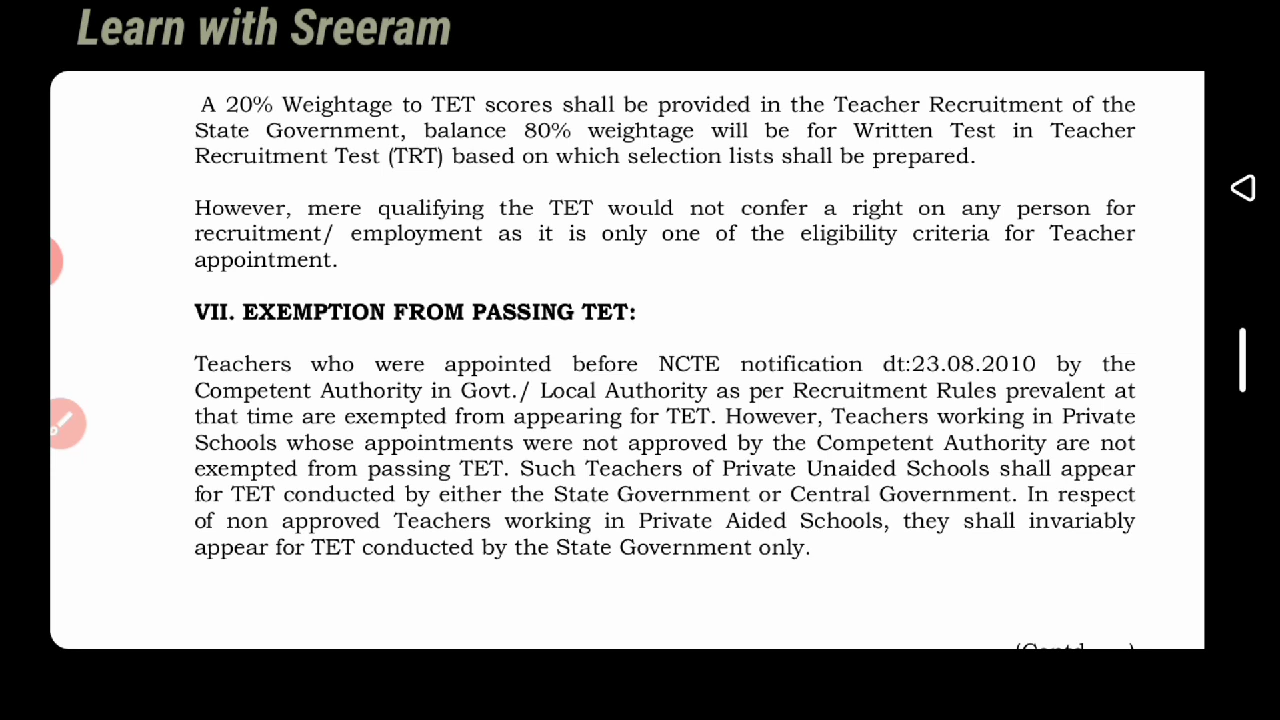 Learn with Sreeram
A 20% Weightage to TET scores shall be provided in the Teacher Recruitment of the
State Government, balance 80% weightage will be for Written Test in Teacher
Recruitment Test (TRT) based on which selection lists shall be prepared.
However, mere qualifying the TET would not confer a right on any person for
recruitment/ employment as it is only one of the eligibility criteria for Teacher
appointment.
VII. EXEMPTION FROM PASSING TET:
Teachers who were appointed before NCTE notification dt:23.08.2010 by the
Competent Authority in Govt./ Local Authority as per Recruitment Rules prevalent at
that time are exempted from appearing for TET. However, Teachers working in Private
Schools whose appointments were not approved by the Competent Authority are not
exempted from passing TET. Such Teachers of Private Unaided Schools shall appear
for TET conducted by either the State Government or Central Government. In respect
of non approved Teachers working in Private Aided Schools, they shall invariably
appear for TET conducted by the State Government only.